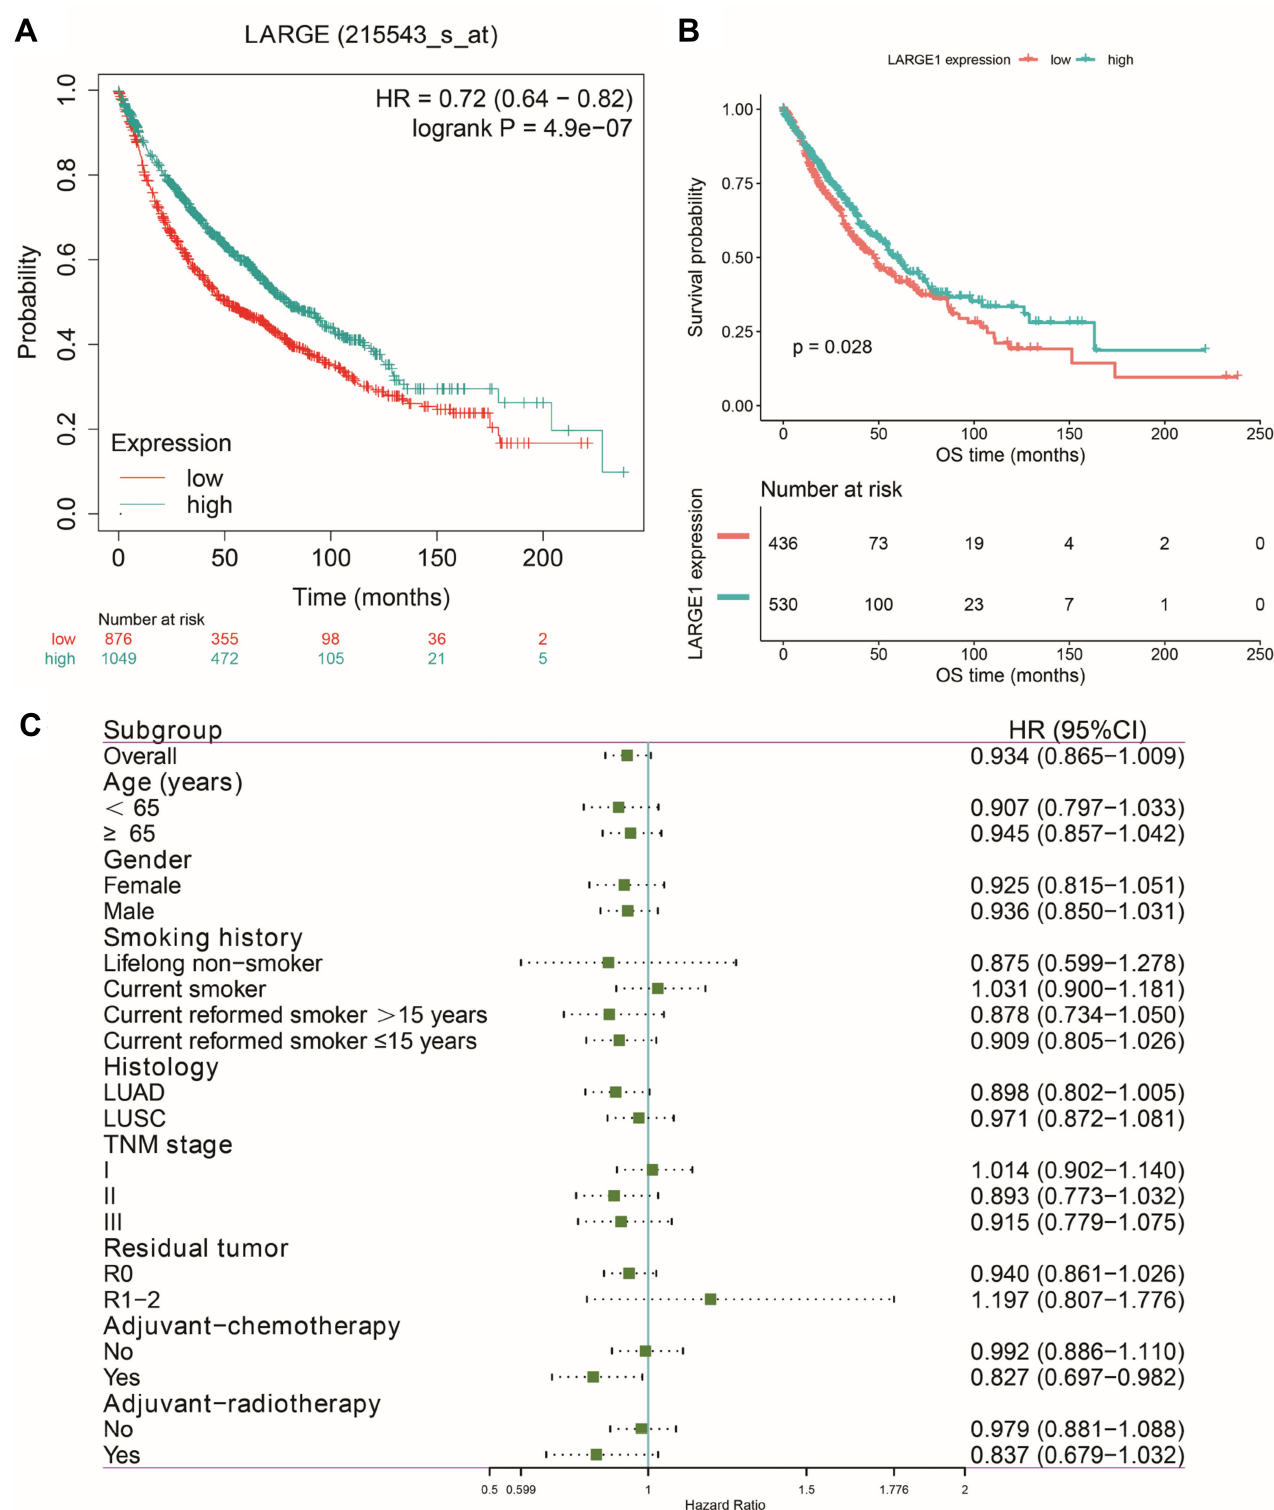 A
LARGE (215543_s_at)
HR = 0.72 (0.64 − 0.82)
logrank P = 4.9e−07
Probability
1.0
0.8
0.6
0.4
0.2
0.0
Expression
low
high
0 50 100 150 200
Time (months)
Number at risk
low 876 355 98 36 2
high 1049 472 105 21 5
B
LARGE1 expression low high
Survival probability
1.00
0.75
0.50
0.25
0.00
p = 0.028
0 50 100 150 200 250
OS time (months)
Number at risk
LARGE1 expression
436 73 19 4 2 0
530 100 23 7 1 0
0 50 100 150 200 250
OS time (months)
C
Subgroup HR (95%CI)
Overall 0.934 (0.865−1.009)
Age (years)
< 65 0.907 (0.797−1.033)
≥ 65 0.945 (0.857−1.042)
Gender
Female 0.925 (0.815−1.051)
Male 0.936 (0.850−1.031)
Smoking history
Lifelong non−smoker 0.875 (0.599−1.278)
Current smoker 1.031 (0.900−1.181)
Current reformed smoker >15 years 0.878 (0.734−1.050)
Current reformed smoker ≤15 years 0.909 (0.805−1.026)
Histology
LUAD 0.898 (0.802−1.005)
LUSC 0.971 (0.872−1.081)
TNM stage
I 1.014 (0.902−1.140)
II 0.893 (0.773−1.032)
III 0.915 (0.779−1.075)
Residual tumor
R0 0.940 (0.861−1.026)
R1−2 1.197 (0.807−1.776)
Adjuvant−chemotherapy
No 0.992 (0.886−1.110)
Yes 0.827 (0.697−0.982)
Adjuvant−radiotherapy
No 0.979 (0.881−1.088)
Yes 0.837 (0.679−1.032)
0.5 0.599 1 1.5 1.776 2
Hazard Ratio